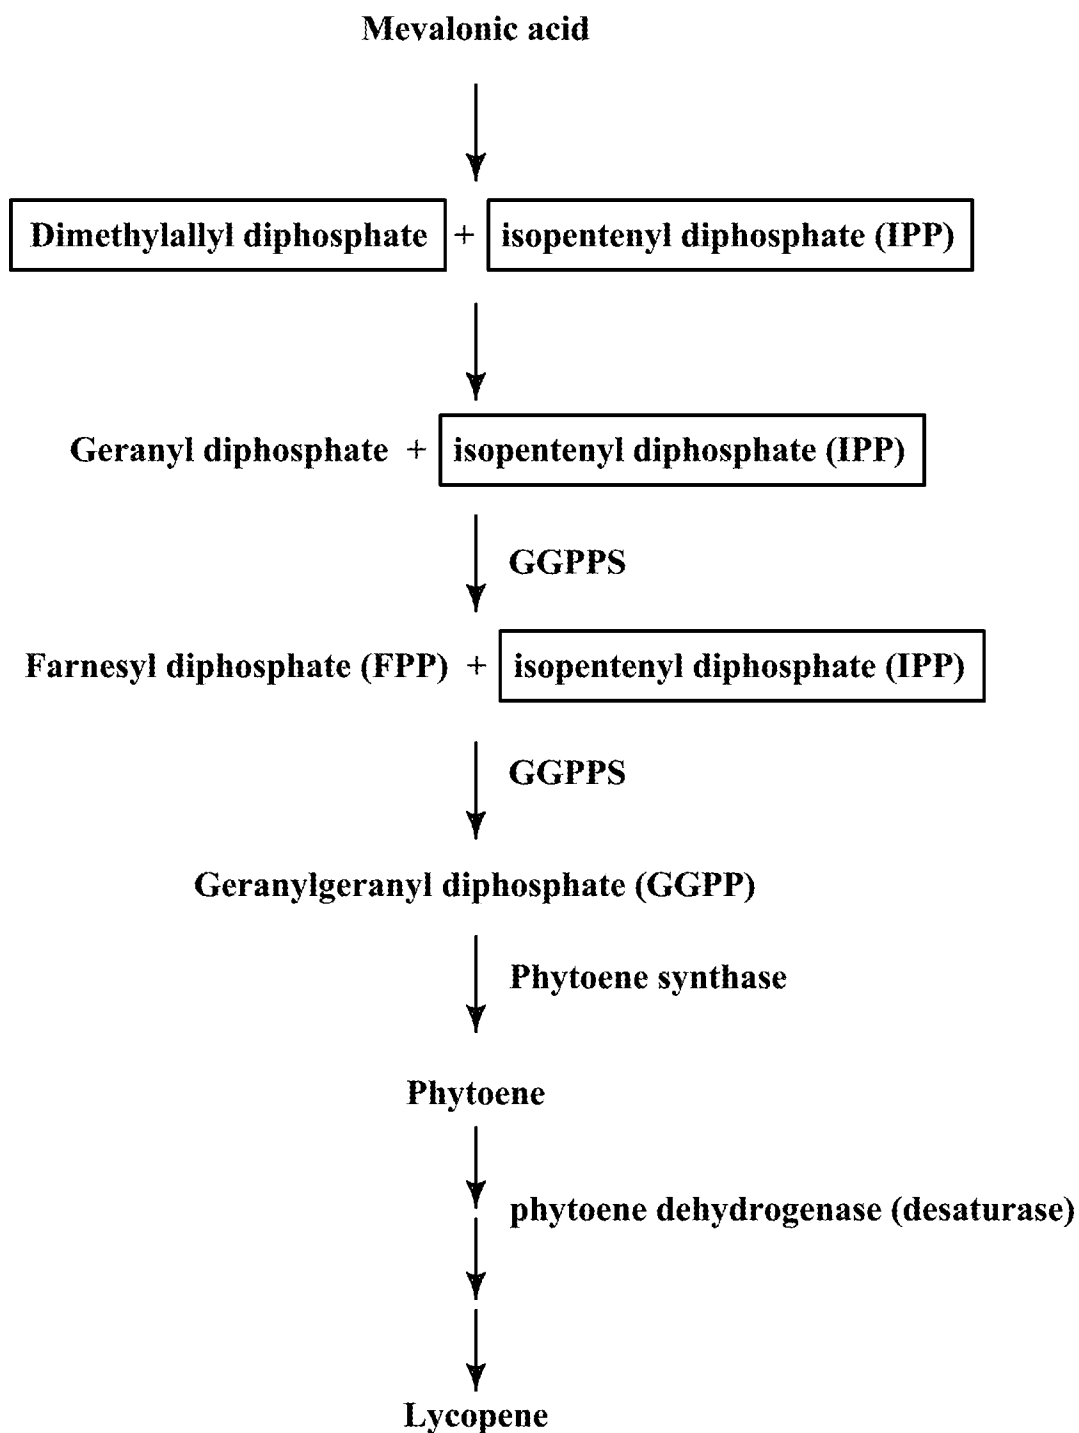 Mevalonic acid
Dimethylallyl diphosphate + isopentenyl diphosphate (IPP)
Geranyl diphosphate + isopentenyl diphosphate (IPP)
GGPPS
Farnesyl diphosphate (FPP) + isopentenyl diphosphate (IPP)
GGPPS
Geranylgeranyl diphosphate (GGPP)
Phytoene synthase
Phytoene
phytoene dehydrogenase (desaturase)
Lycopene